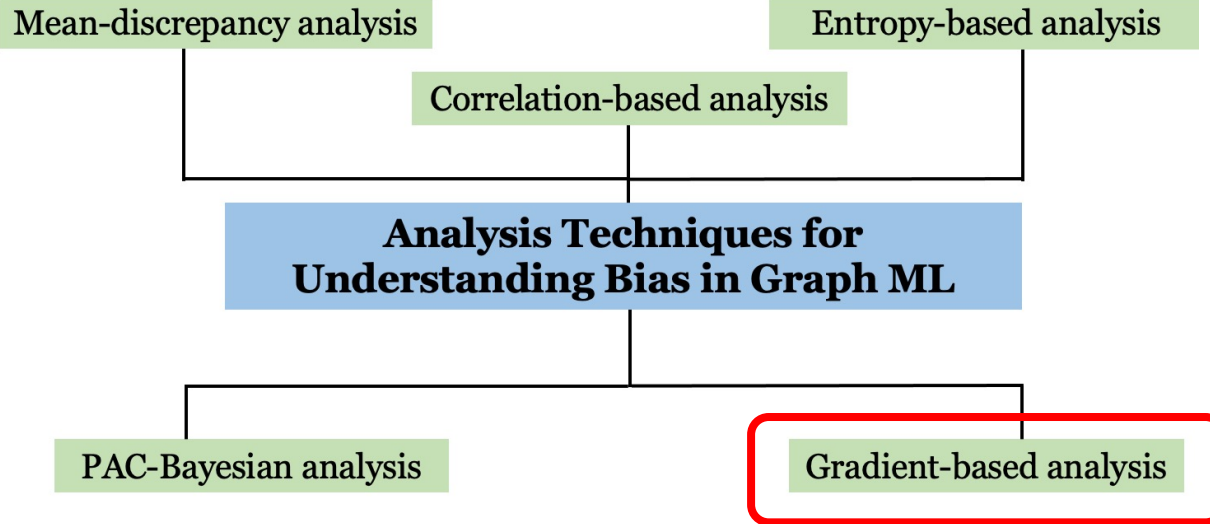 Mean-discrepancy analysis
Entropy-based analysis
Correlation-based analysis
Analysis Techniques for
Understanding Bias in Graph ML
PAC-Bayesian analysis
Gradient-based analysis